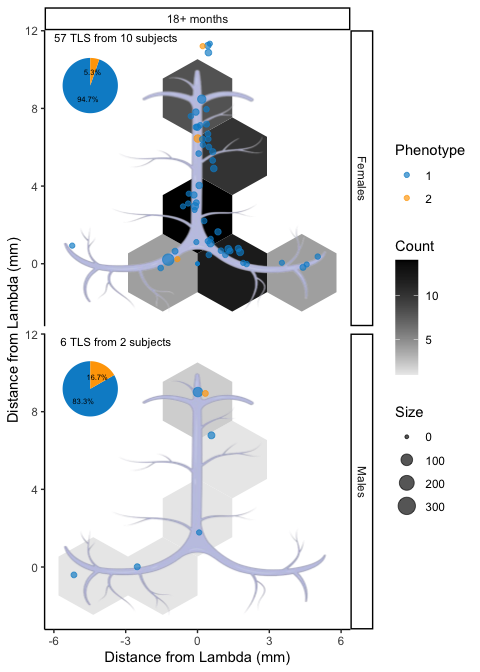 18+ months
57 TLS from 10 subjects
5.3%
94.7%
Females
6 TLS from 2 subjects
16.7%
83.3%
Males
12
8
4
0
12
8
4
0
-6 -3 0 3 6
Distance from Lambda (mm)
Distance from Lambda (mm)
Phenotype
1
2
Count
10
5
Size
0
100
200
300